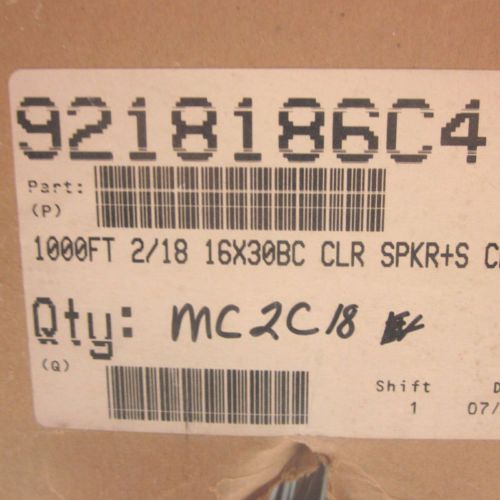 9218186C4
Part:
(P)
1000FT 2/18 16X30BC CLR SPKR+S
Qty: MC2C18
(Q)
Shift
1
07/